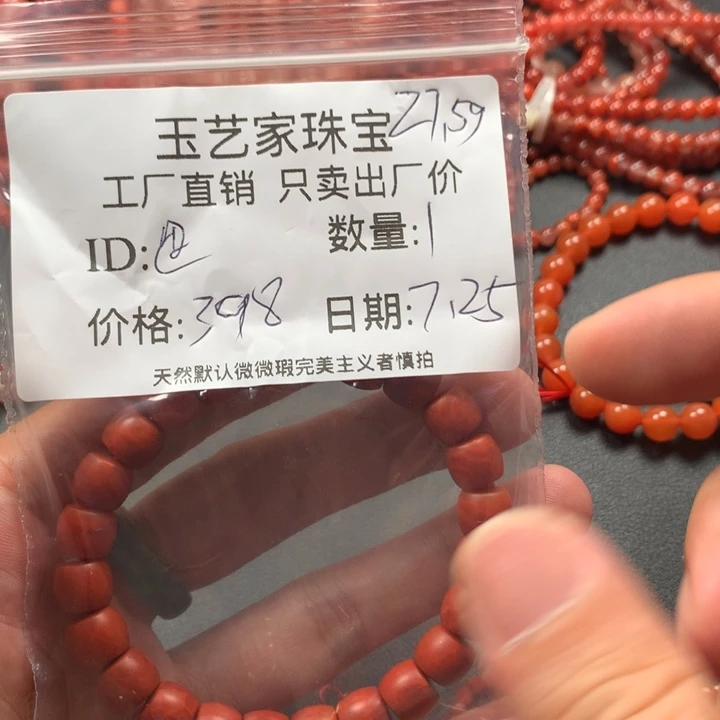 玉艺家珠宝 27.59
工厂直销 只卖出厂价
ID: 数量:1
价格:398 日期:7.25
天然默认微微瑕完美主义者慎拍